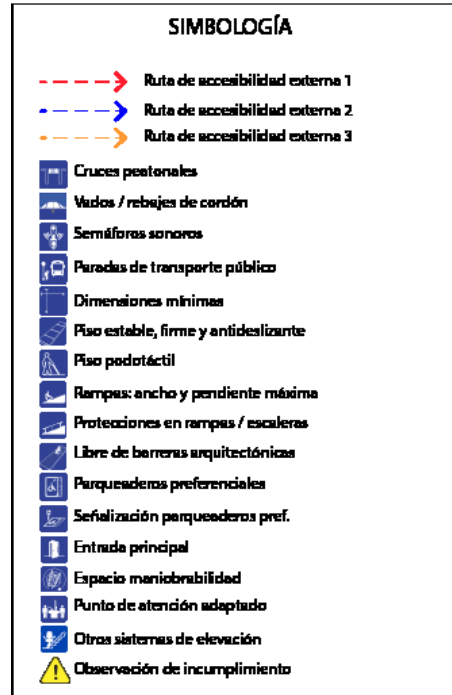 SIMBOLOGÍA
Ruta de accesibilidad externa 1
Ruta de accesibilidad externa 2
Ruta de accesibilidad externa 3
Cruces peatonales
Vados / rebajes de cordón
Semáforos sonoros
Paradas de transporte público
Dimensiones mínimas
Piso estable, firme y antideslizante
Piso podotáctil
Rampas: ancho y pendiente máxima
Protecciones en rampas / escaleras
Libre de barreras arquitectónicas
Parqueaderos preferenciales
Señalización parqueaderos pref.
Entrada principal
Espacio maniobrabilidad
Punto de atención adaptado
Otros sistemas de elevación
Observación de incumplimiento